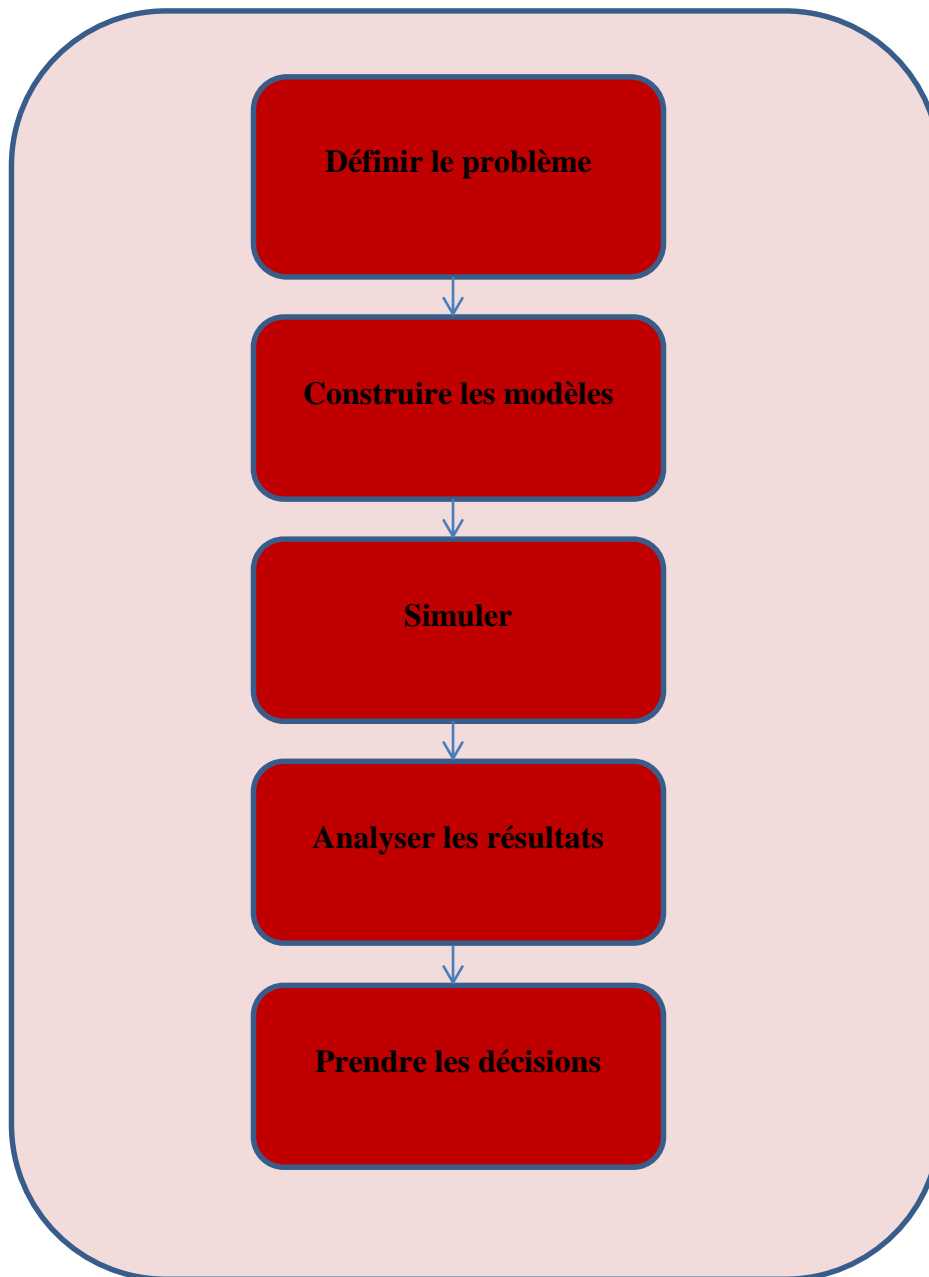 Définir le problème
Construire les modèles
Simuler
Analyser les résultats
Prendre les décisions